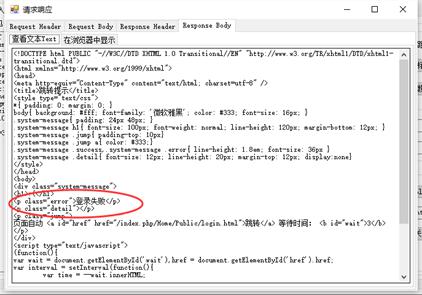 请求响应
Request Header Request Body Response Header Response Body
查看文本Text 在浏览器中显示
<!DOCTYPE html PUBLIC "-//W3C//DTD XHTML 1.0 Transitional//EN" "http://www.w3.org/TR/xhtml1/DTD/xhtml1-
transitional.dtd">
<html xmlns="http://www.w3.org/1999/xhtml">
<head>
<meta http-equiv="Content-Type" content="text/html; charset=utf-8" />
<title>跳转提示</title>
<style type="text/css">
*{ padding: 0; margin: 0; }
body{ background: #fff; font-family: '微软雅黑'; color: #333; font-size: 16px; }
.system-message{ padding: 24px 48px; }
.system-message h1{ font-size: 100px; font-weight: normal; line-height: 120px; margin-bottom: 12px; }
.system-message .jump{ padding-top: 10px}
.system-message .jump a{ color: #333;}
.system-message .success, .system-message .error{ line-height: 1.8em; font-size: 36px }
.system-message .detail{ font-size: 12px; line-height: 20px; margin-top: 12px; display:none}
</style>
</head>
<body>
<div class="system-message">
<p class="error">登录失败</p>
<p class="detail"></p>
<p class="jump">
页面自动 <a id="href" href="/index.php/Home/Public/login.html">跳转</a> 等待时间： <b id="wait">3</b>
</p>
</div>
<script type="text/javascript">
(function(){
var wait = document.getElementById('wait'),href = document.getElementById('href').href;
var interval = setInterval(function(){
var time = --wait.innerHTML;